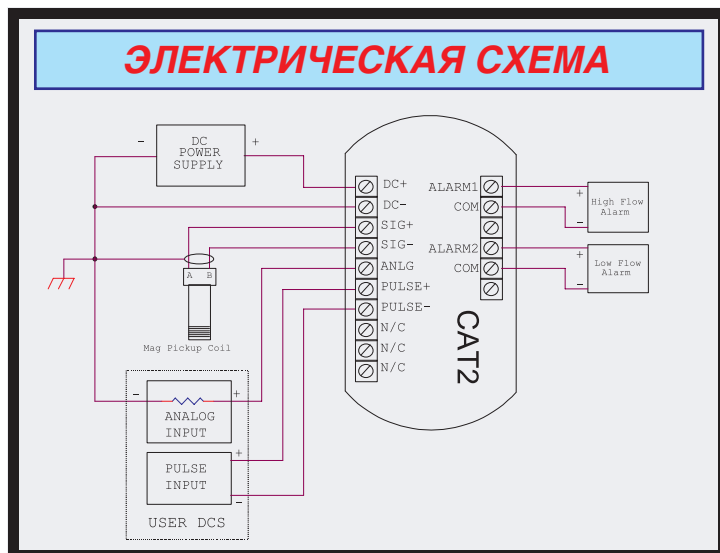 ЭЛЕКТРИЧЕСКАЯ СХЕМА
- DC POWER SUPPLY +
DC+
DC-
SIG+
SIG-
ANLG
PULSE+
PULSE-
N/C
N/C
N/C
ALARM1
COM
ALARM2
COM
CAT2
+
High Flow
Alarm
-
+
Low Flow
Alarm
-
A B
Mag Pickup Coil
- +
ANALOG
INPUT
+
PULSE
INPUT
-
USER DCS